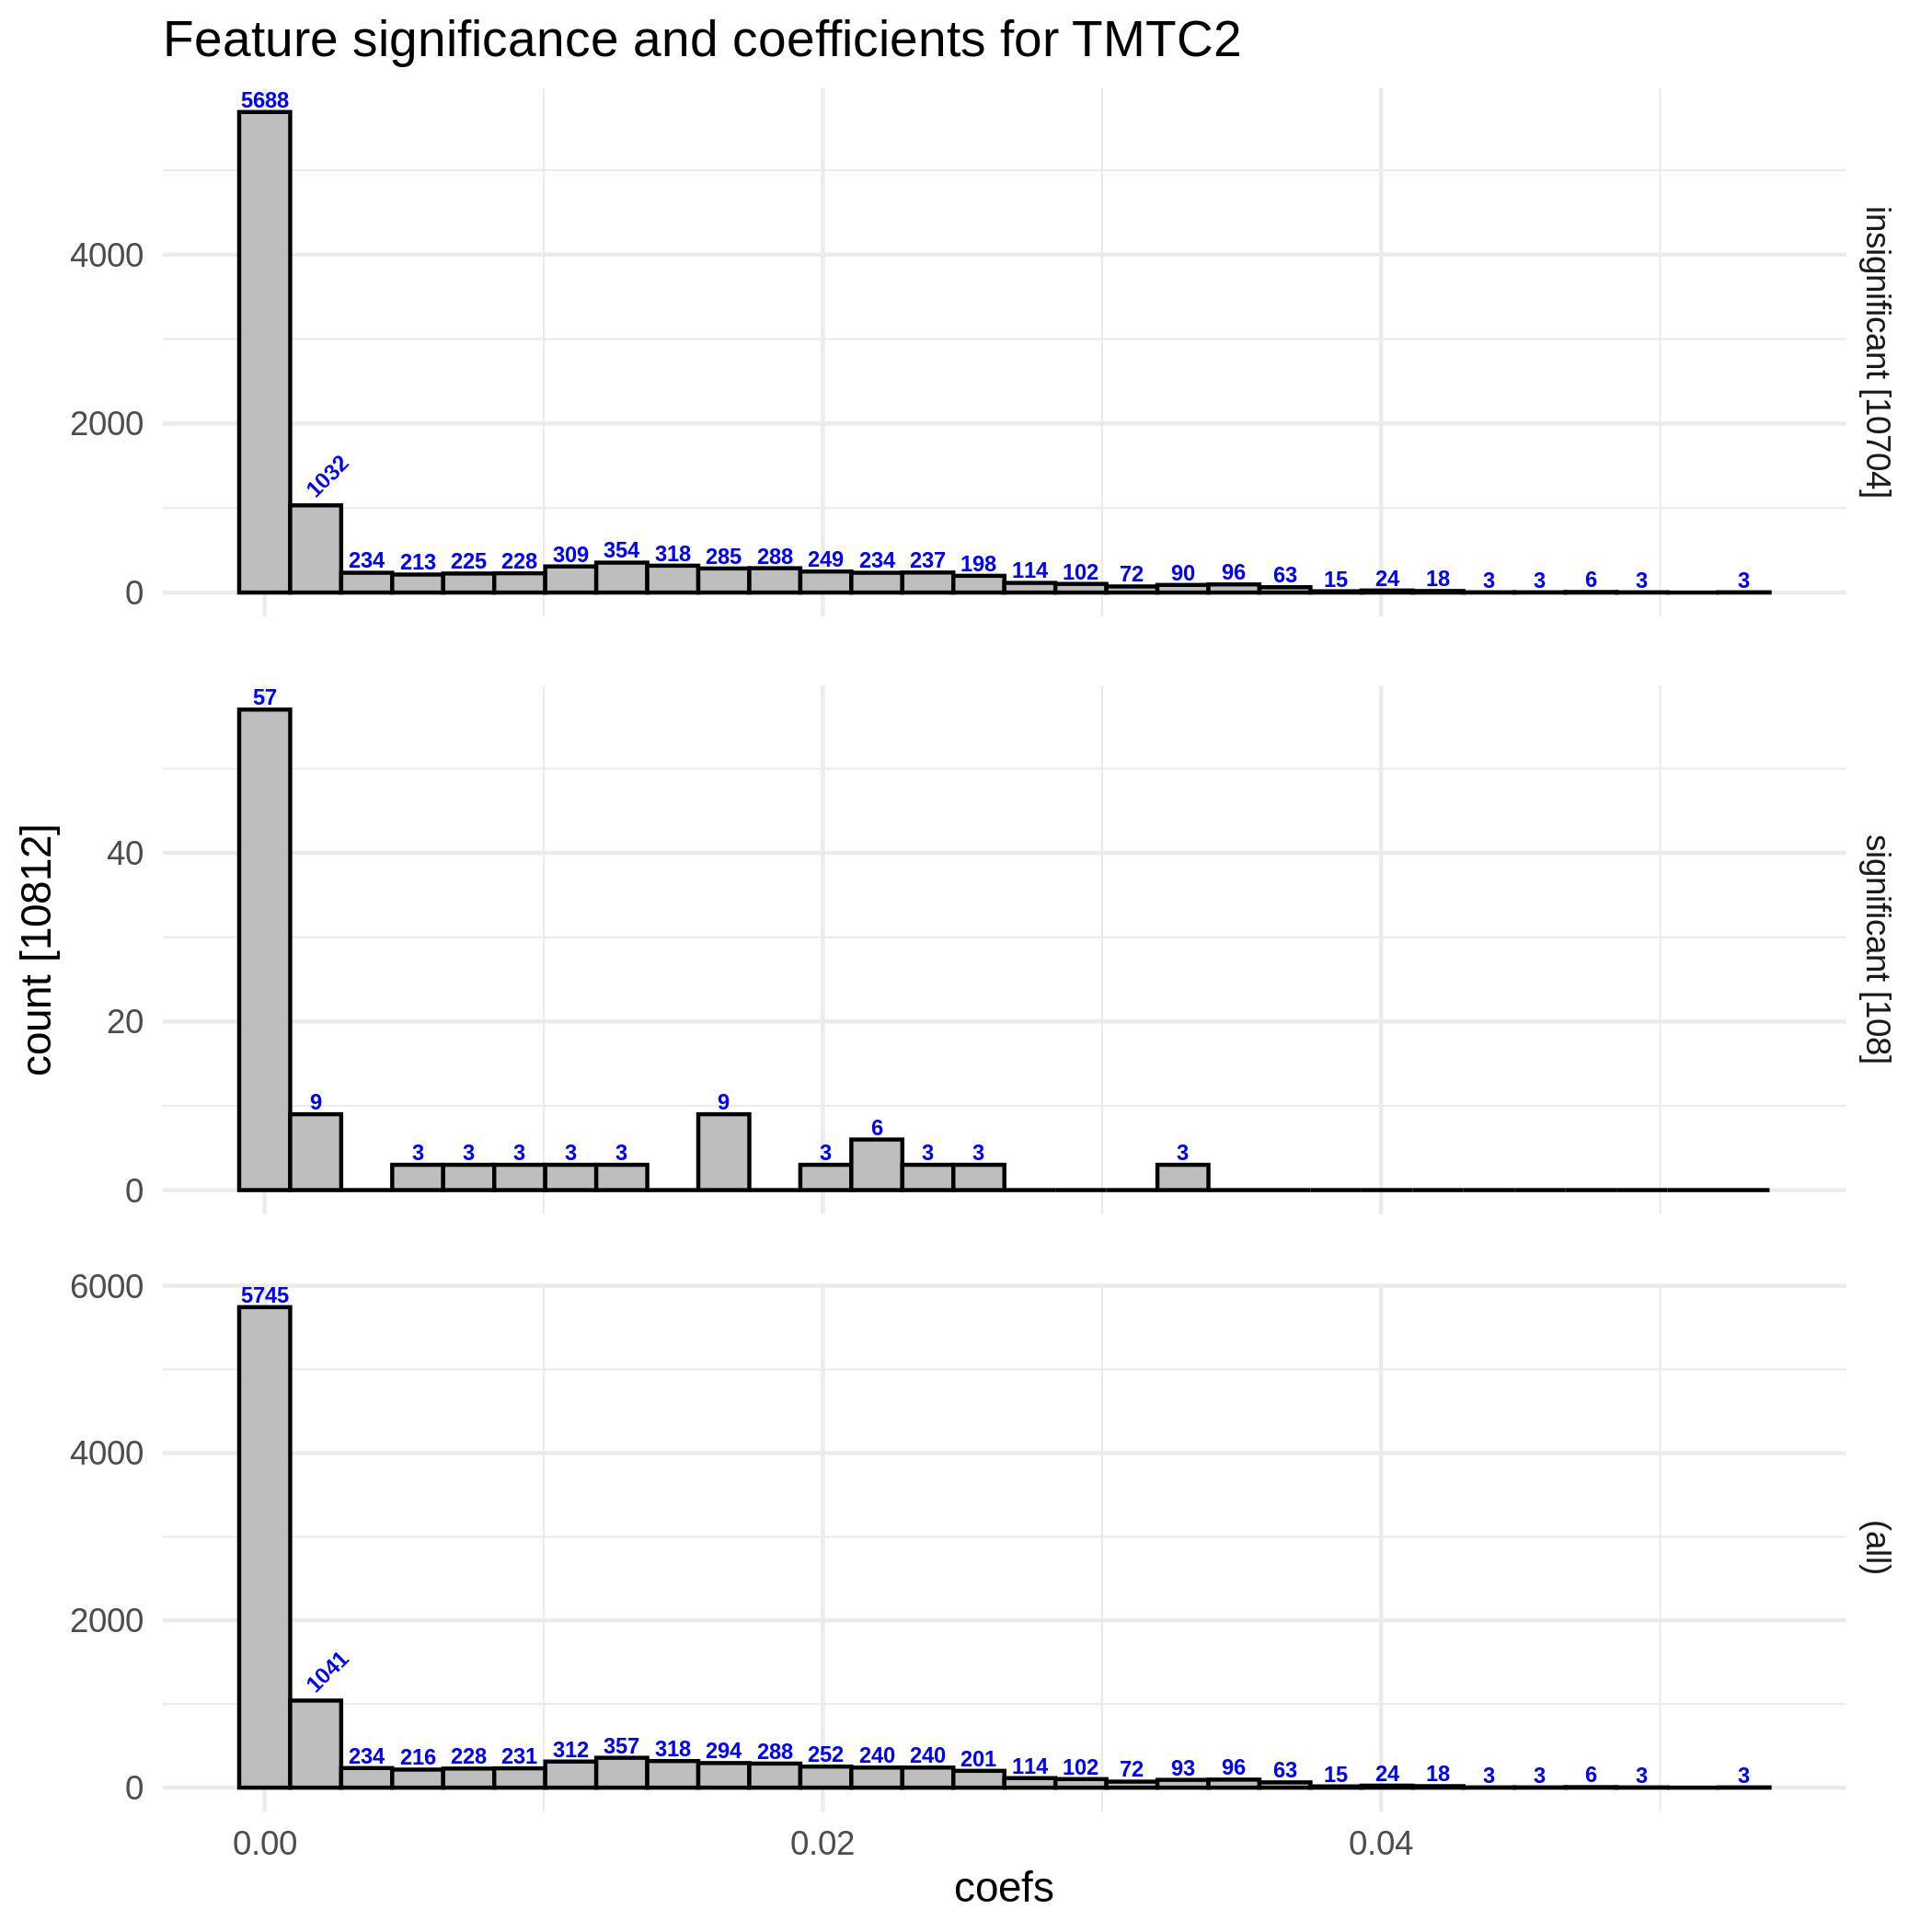 Feature significance and coefficients for TMTC2
count [10812]
5688
1032
234 213 225 228 309 354 318 285 288 249 234 237 198 114 102 72 90 96 63 15 24 18 3 3 6 3 3
4000
2000
0
insignificant [10704]
57
9
3 3 3 3 3 9 3 6 3 3 3
40
20
0
significant [108]
5745
1041
234 216 228 231 312 357 318 294 288 252 240 240 201 114 102 72 93 96 63 15 24 18 3 3 6 3 3
6000
4000
2000
0
(all)
0.00 0.02 0.04
coefs